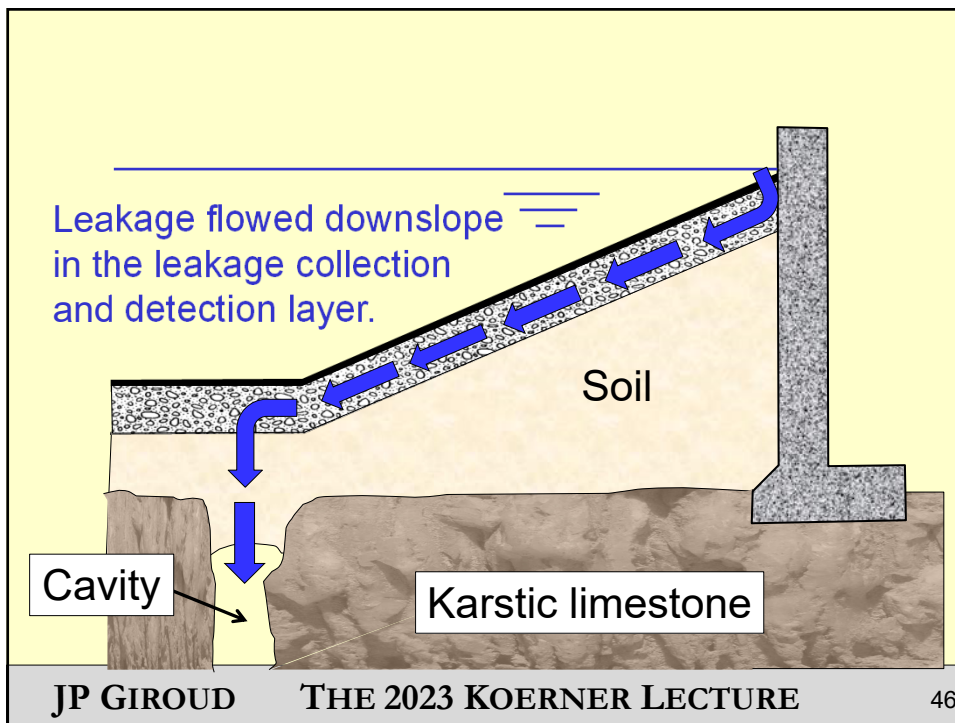 Leakage flowed downslope
in the leakage collection
and detection layer.
Soil
Cavity
Karstic limestone
JP GIROUD THE 2023 KOERNER LECTURE 46